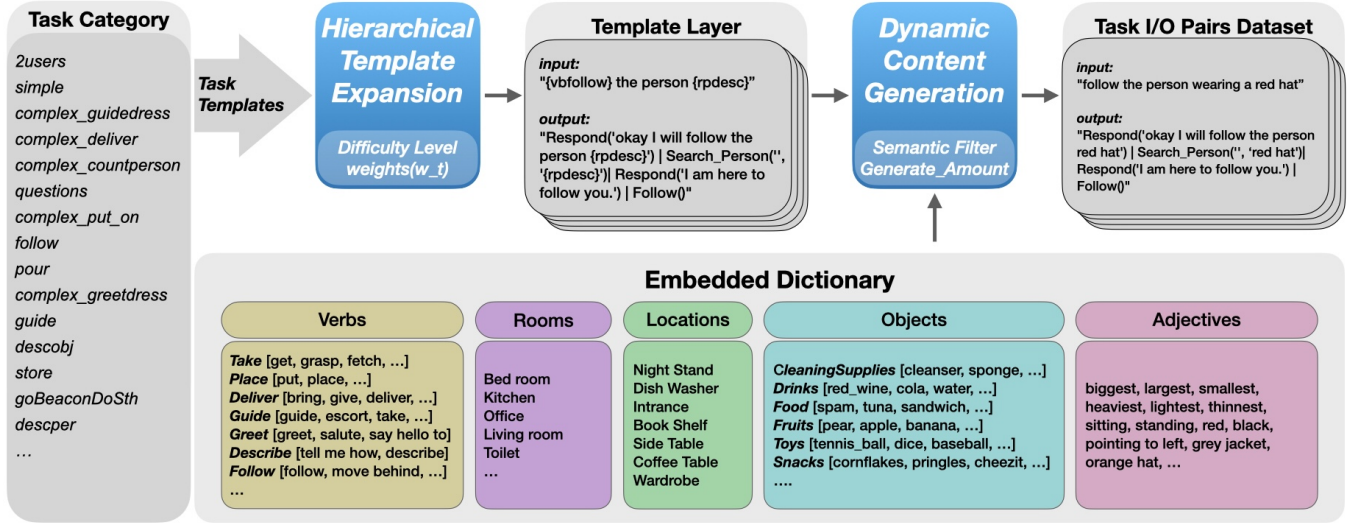 Task Category
2users
simple
complex_guidedress
complex_deliver
complex_countperson
questions
complex_put_on
follow
pour
complex_greetdress
guide
descobj
store
goBeaconDoSth
descper
...
Task
Templates
Hierarchical
Template
Expansion
Difficulty Level
weights(w_t)
Template Layer
input:
"{vbfollow} the person {rpdesc}”
output:
"Respond('okay I will follow the
person {rpdesc}') | Search_Person('',
'{rpdesc}')| Respond('I am here to
follow you.') | Follow()"
Dynamic
Content
Generation
Semantic Filter
Generate_Amount
Task I/O Pairs Dataset
input:
“follow the person wearing a red hat”
output:
"Respond('okay I will follow the person
red hat') | Search_Person('', ‘red hat')|
Respond('I am here to follow you.') |
Follow()"
Embedded Dictionary
Verbs
Take [get, grasp, fetch, ...]
Place [put, place, ...]
Deliver [bring, give, deliver, ...]
Guide [guide, escort, take, ...]
Greet [greet, salute, say hello to]
Describe [tell me how, describe]
Follow [follow, move behind, ...]
...
Rooms
Bed room
Kitchen
Office
Living room
Toilet
...
Locations
Night Stand
Dish Washer
Intrance
Book Shelf
Side Table
Coffee Table
Wardrobe
Objects
CleaningSupplies [cleanser, sponge, ...]
Drinks [red_wine, cola, water, ...]
Food [spam, tuna, sandwich, ...]
Fruits [pear, apple, banana, ...]
Toys [tennis_ball, dice, baseball, ...]
Snacks [cornflakes, pringles, cheezit, ...]
....
Adjectives
biggest, largest, smallest,
heaviest, lightest, thinnest,
sitting, standing, red, black,
pointing to left, grey jacket,
orange hat, ...